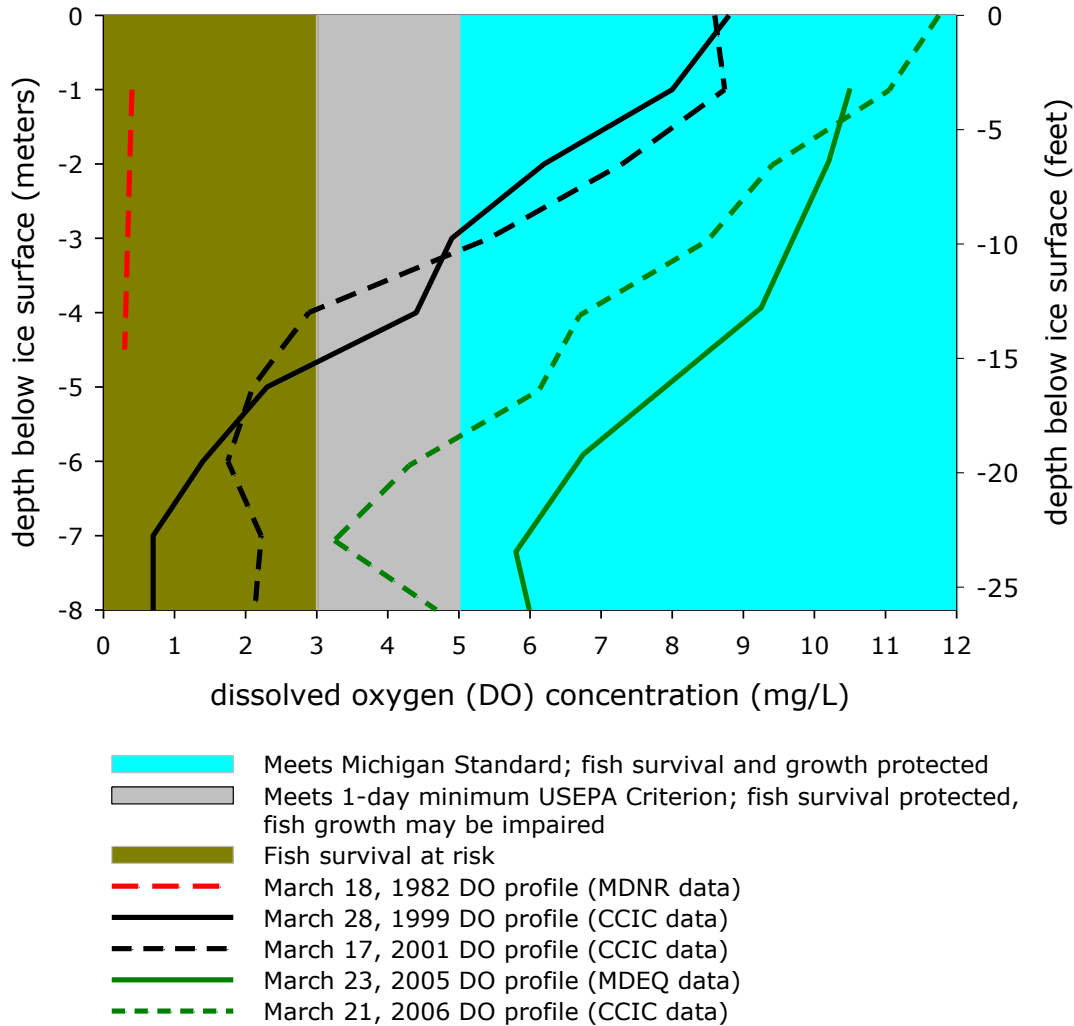 0
-1
-2
-3
-4
-5
-6
-7
-8
depth below ice surface (meters)
0
-5
-10
-15
-20
-25
depth below ice surface (feet)
0 1 2 3 4 5 6 7 8 9 10 11 12
dissolved oxygen (DO) concentration (mg/L)
Meets Michigan Standard; fish survival and growth protected
Meets 1-day minimum USEPA Criterion; fish survival protected,
fish growth may be impaired
Fish survival at risk
March 18, 1982 DO profile (MDNR data)
March 28, 1999 DO profile (CCIC data)
March 17, 2001 DO profile (CCIC data)
March 23, 2005 DO profile (MDEQ data)
March 21, 2006 DO profile (CCIC data)